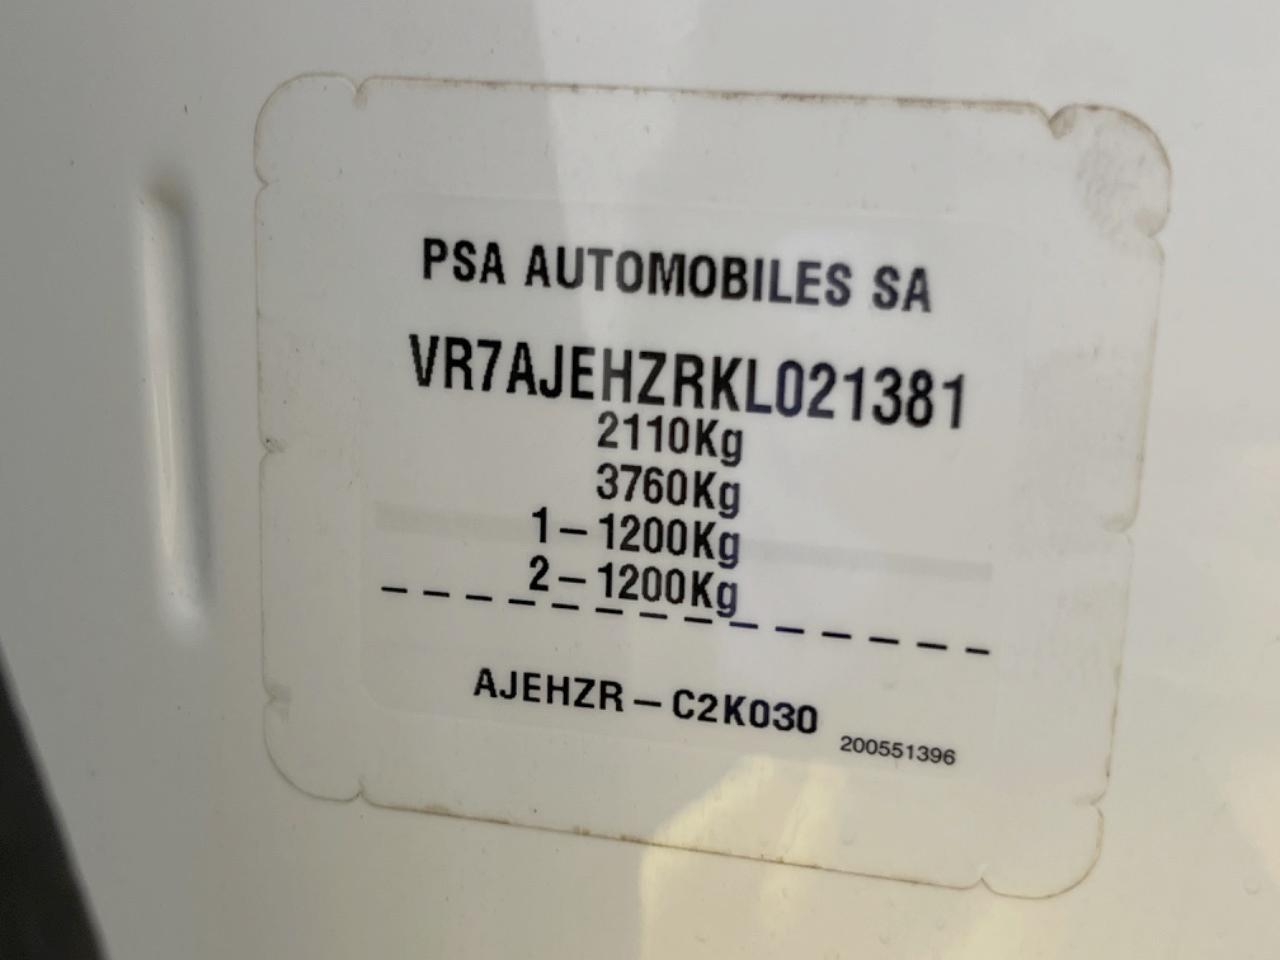 PSA AUTOMOBILES SA
VR7AJEHZRKL021381
2110Kg
3760Kg
1 – 1200Kg
2 – 1200Kg
AJEHZR – C2K030
200551396